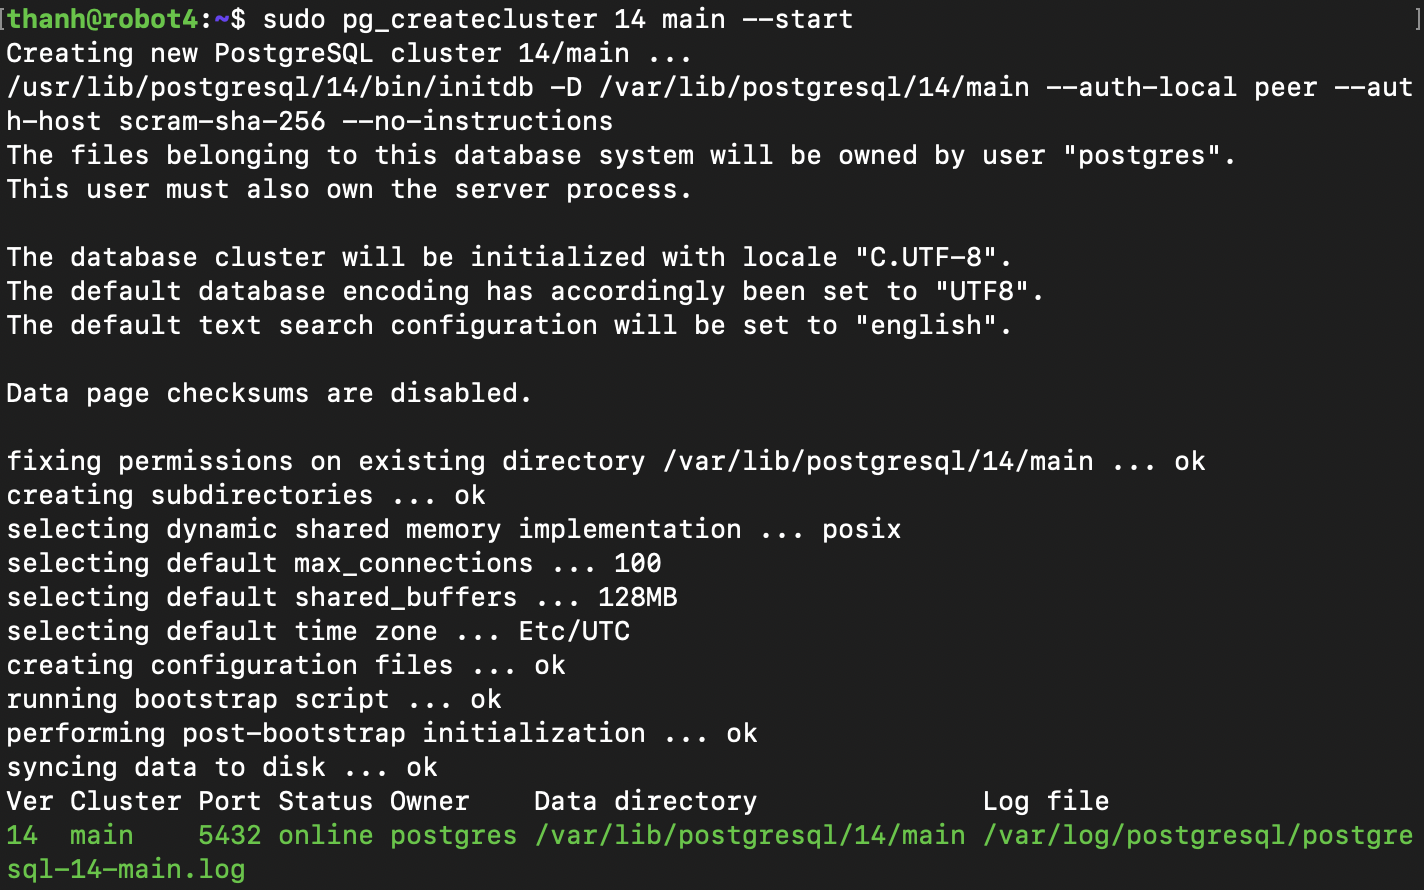 [thanh@robot4:~$ sudo pg_createcluster 14 main --start ]
Creating new PostgreSQL cluster 14/main ...
/usr/lib/postgresql/14/bin/initdb -D /var/lib/postgresql/14/main --auth-local peer --aut
h-host scram-sha-256 --no-instructions
The files belonging to this database system will be owned by user "postgres".
This user must also own the server process.

The database cluster will be initialized with locale "C.UTF-8".
The default database encoding has accordingly been set to "UTF8".
The default text search configuration will be set to "english".

Data page checksums are disabled.

fixing permissions on existing directory /var/lib/postgresql/14/main ... ok
creating subdirectories ... ok
selecting dynamic shared memory implementation ... posix
selecting default max_connections ... 100
selecting default shared_buffers ... 128MB
selecting default time zone ... Etc/UTC
creating configuration files ... ok
running bootstrap script ... ok
performing post-bootstrap initialization ... ok
syncing data to disk ... ok
Ver Cluster Port Status Owner    Data directory              Log file
14  main    5432 online postgres /var/lib/postgresql/14/main /var/log/postgresql/postgre
sql-14-main.log